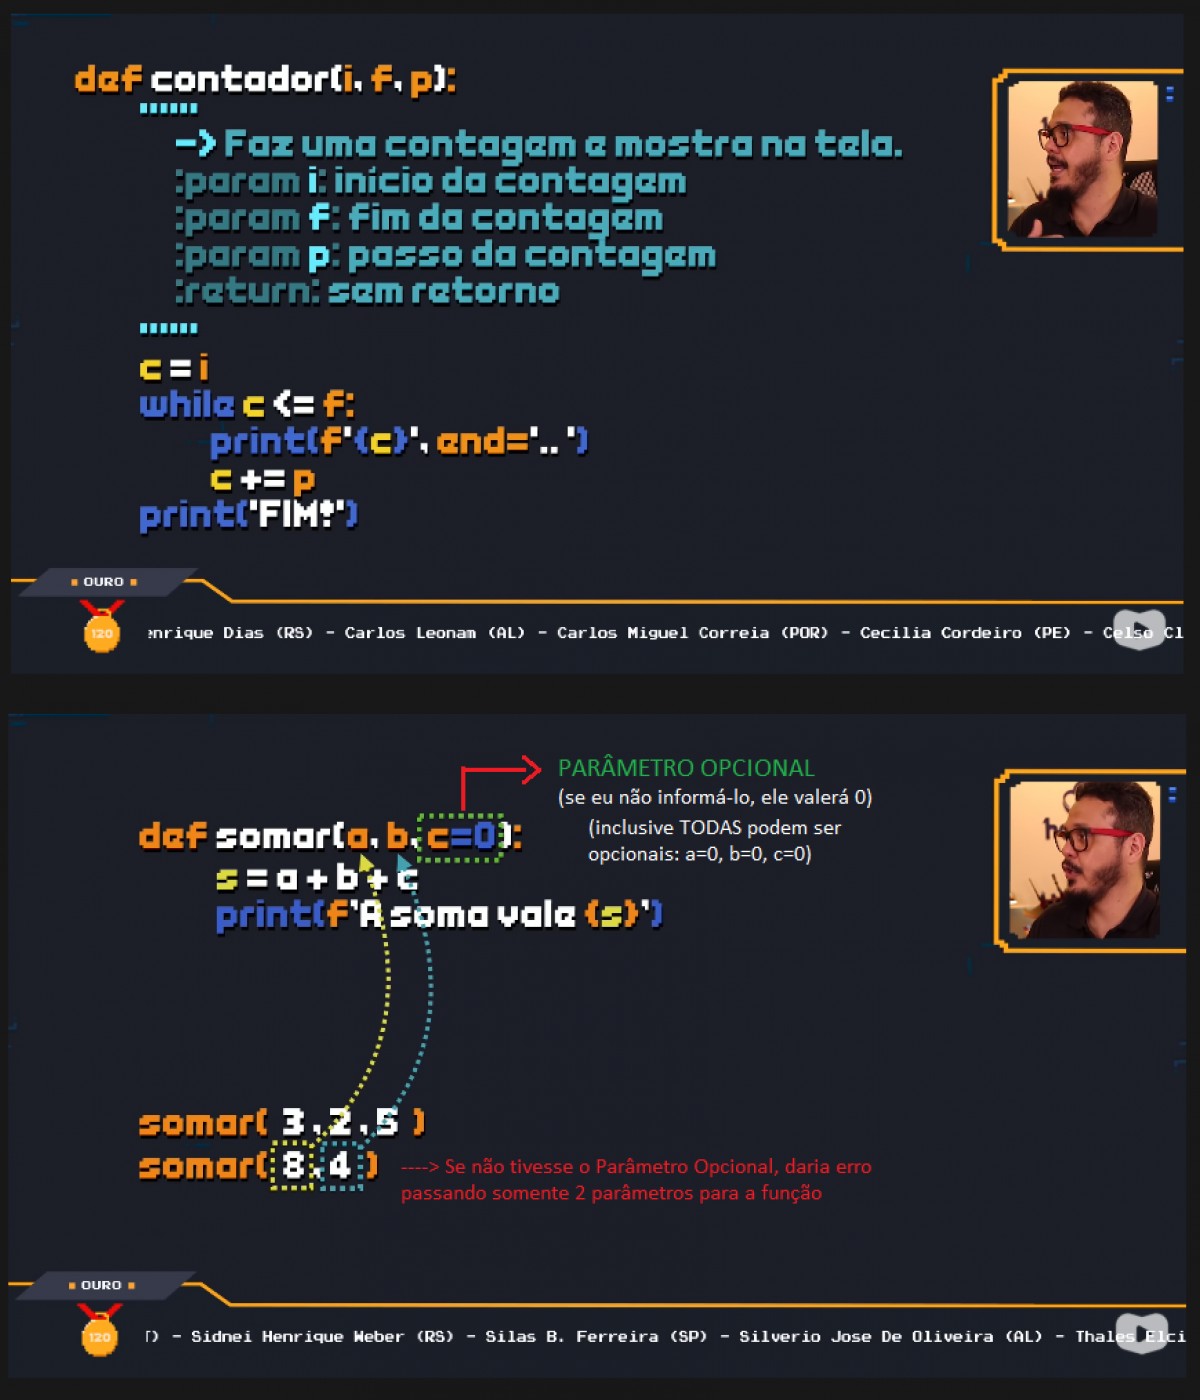 def contador(i, f, p):
"""
-> Faz uma contagem e mostra na tela.
:param i: início da contagem
:param f: fim da contagem
:param p: passo da contagem
:return: sem retorno
"""
c = i
while c <= f:
print(f'{c}', end='.. ')
c += p
print('FIM!')
OURO
120
enrique Dias (RS) - Carlos Leonam (AL) - Carlos Miguel Correia (POR) - Cecilia Cordeiro (PE) - Celso Cl
PARÂMETRO OPCIONAL
(se eu não informá-lo, ele valerá 0)
(inclusive TODAS podem ser
opcionais: a=0, b=0, c=0)
def somar(a, b, c=0):
s = a + b + c
print(f'A soma vale {s}')
somar( 3, 2, 5 )
somar( 8, 4 )
----> Se não tivesse o Parâmetro Opcional, daria erro
passando somente 2 parâmetros para a função
OURO
120
) - Sidnei Henrique Weber (RS) - Silas B. Ferreira (SP) - Silverio Jose De Oliveira (AL) - Thales Elci